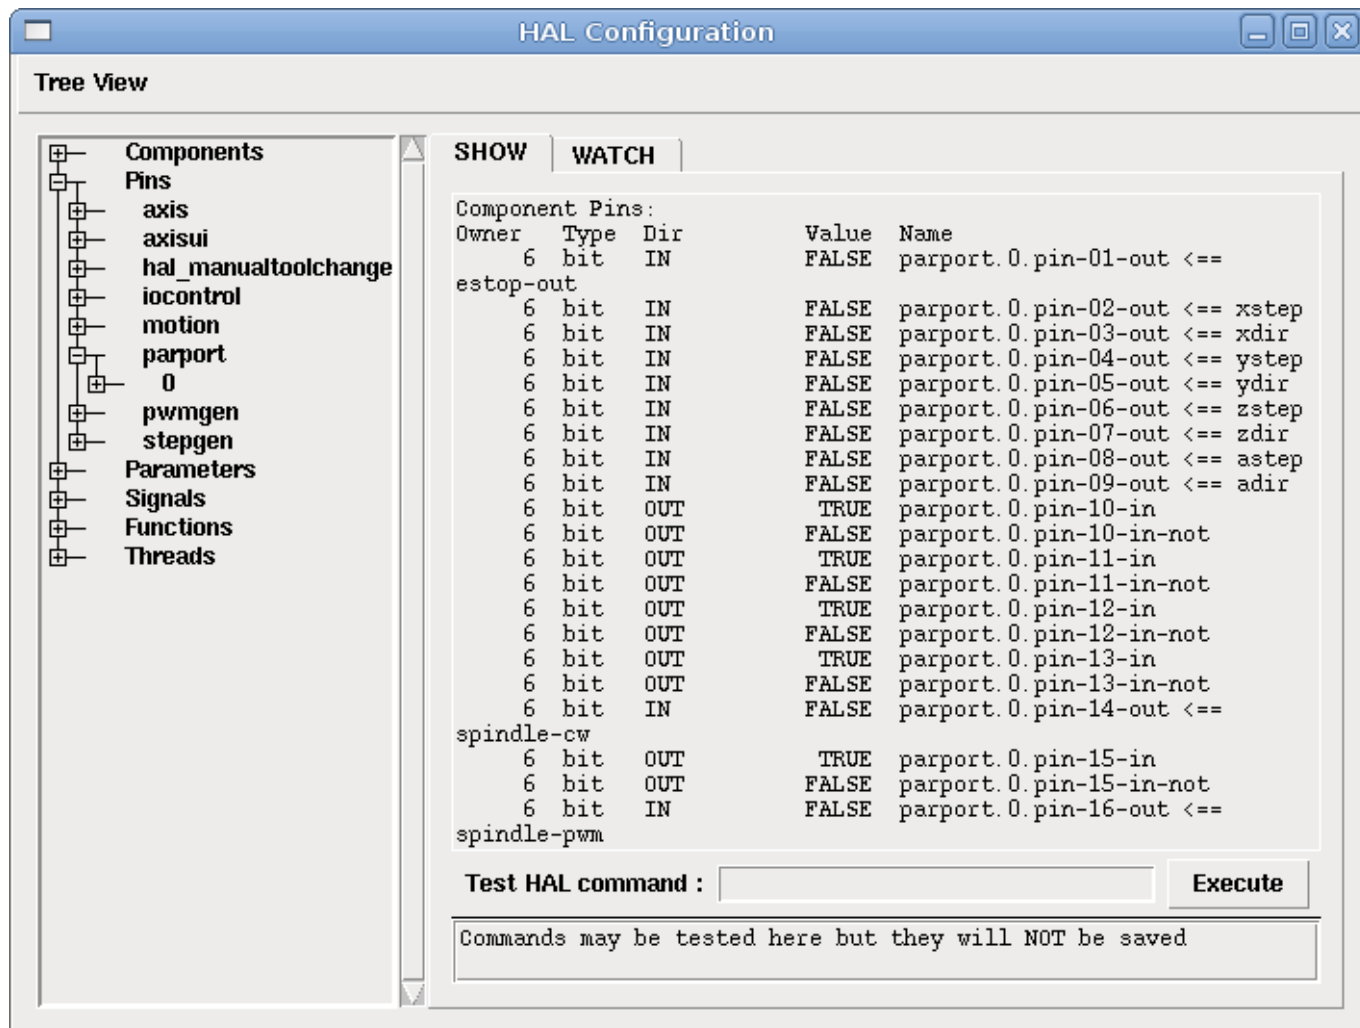 HAL Configuration
Tree View
Components
Pins
axis
axisui
hal_manualtoolchange
iocontrol
motion
parport
0
pwmgen
stepgen
Parameters
Signals
Functions
Threads
SHOW WATCH
Component Pins:
Owner Type Dir Value Name
6 bit IN FALSE parport.0.pin-01-out <==
estop-out
6 bit IN FALSE parport.0.pin-02-out <== xstep
6 bit IN FALSE parport.0.pin-03-out <== xdir
6 bit IN FALSE parport.0.pin-04-out <== ystep
6 bit IN FALSE parport.0.pin-05-out <== ydir
6 bit IN FALSE parport.0.pin-06-out <== zstep
6 bit IN FALSE parport.0.pin-07-out <== zdir
6 bit IN FALSE parport.0.pin-08-out <== astep
6 bit IN FALSE parport.0.pin-09-out <== adir
6 bit OUT TRUE parport.0.pin-10-in
6 bit OUT FALSE parport.0.pin-10-in-not
6 bit OUT TRUE parport.0.pin-11-in
6 bit OUT FALSE parport.0.pin-11-in-not
6 bit OUT TRUE parport.0.pin-12-in
6 bit OUT FALSE parport.0.pin-12-in-not
6 bit OUT TRUE parport.0.pin-13-in
6 bit OUT FALSE parport.0.pin-13-in-not
6 bit IN FALSE parport.0.pin-14-out <==
spindle-cw
6 bit OUT TRUE parport.0.pin-15-in
6 bit OUT FALSE parport.0.pin-15-in-not
6 bit IN FALSE parport.0.pin-16-out <==
spindle-pwm
Test HAL command : Execute
Commands may be tested here but they will NOT be saved